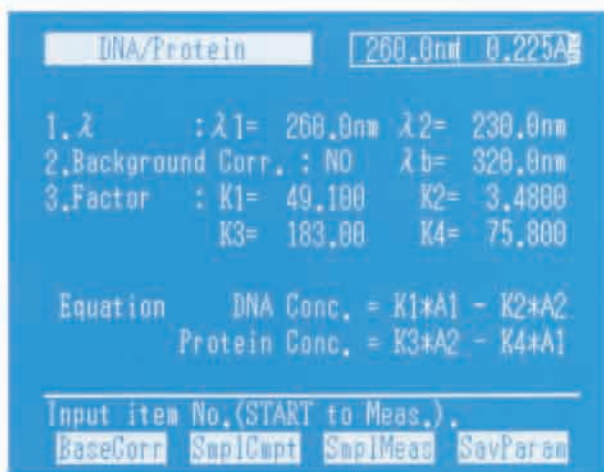 DNA/Protein 260.0nm 0.225A
1.λ :λ1= 260.0nm λ2= 230.0nm
2.Background Corr. : NO λb= 320.0nm
3.Factor : K1= 49.100 K2= 3.4800
K3= 183.00 K4= 75.800
Equation DNA Conc. = K1*A1 - K2*A2
Protein Conc. = K3*A2 - K4*A1
Input item No.(START to Meas.).
BaseCorr SmplCmpt SmplMeas SavParam